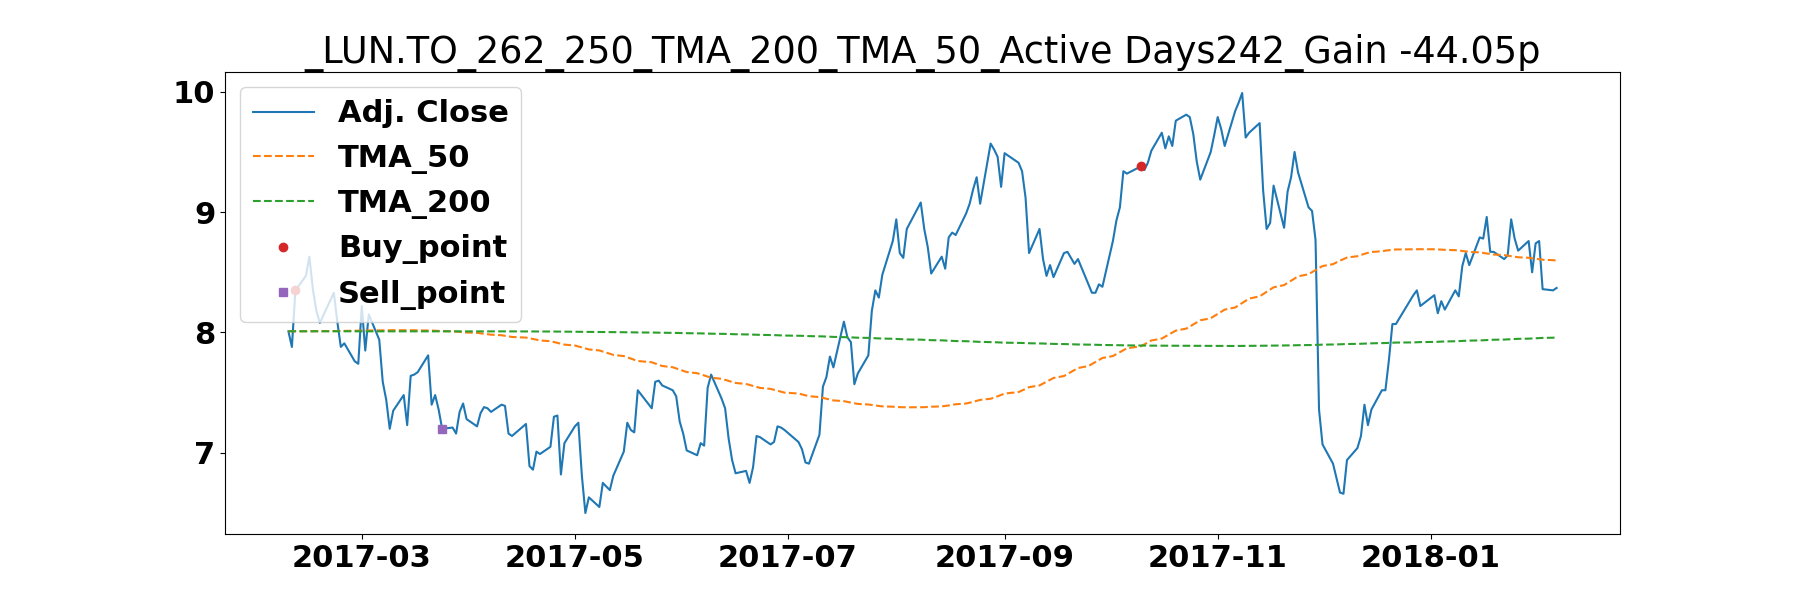 _LUN.TO_262_250_TMA_200_TMA_50_Active Days242_Gain -44.05p
10
9
8
7
Adj. Close
TMA_50
TMA_200
Buy_point
Sell_point
2017-03 2017-05 2017-07 2017-09 2017-11 2018-01